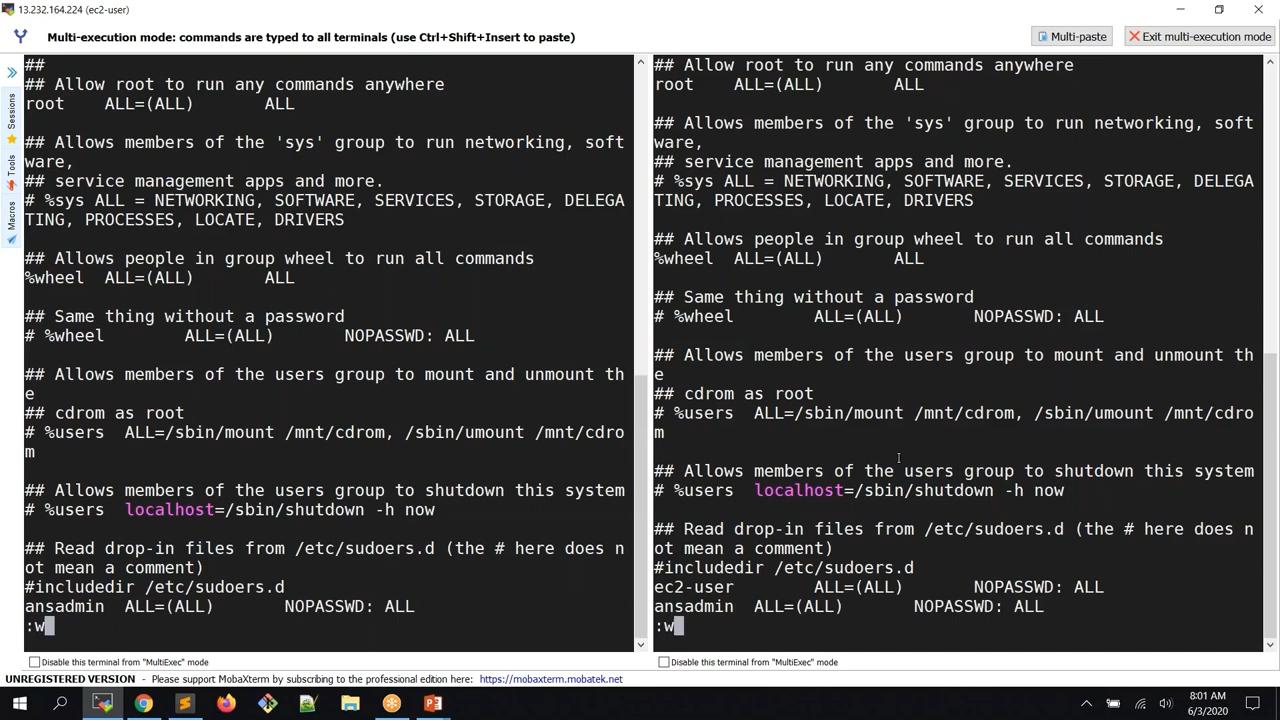 13.232.164.224 (ec2-user)
Multi-execution mode: commands are typed to all terminals (use Ctrl+Shift+Insert to paste)
Multi-paste
Exit multi-execution mode
Sessions
Tools
Macros
##
## Allow root to run any commands anywhere
root    ALL=(ALL)       ALL
## Allows members of the 'sys' group to run networking, soft
ware,
## service management apps and more.
# %sys ALL = NETWORKING, SOFTWARE, SERVICES, STORAGE, DELEGA
TING, PROCESSES, LOCATE, DRIVERS
## Allows people in group wheel to run all commands
%wheel  ALL=(ALL)       ALL
## Same thing without a password
# %wheel        ALL=(ALL)       NOPASSWD: ALL
## Allows members of the users group to mount and unmount th
e
## cdrom as root
# %users  ALL=/sbin/mount /mnt/cdrom, /sbin/umount /mnt/cdro
m
## Allows members of the users group to shutdown this system
# %users  localhost=/sbin/shutdown -h now
## Read drop-in files from /etc/sudoers.d (the # here does n
ot mean a comment)
#includedir /etc/sudoers.d
ansadmin  ALL=(ALL)       NOPASSWD: ALL
:w
## Allow root to run any commands anywhere
root    ALL=(ALL)       ALL
## Allows members of the 'sys' group to run networking, soft
ware,
## service management apps and more.
# %sys ALL = NETWORKING, SOFTWARE, SERVICES, STORAGE, DELEGA
TING, PROCESSES, LOCATE, DRIVERS
## Allows people in group wheel to run all commands
%wheel  ALL=(ALL)       ALL
## Same thing without a password
# %wheel        ALL=(ALL)       NOPASSWD: ALL
## Allows members of the users group to mount and unmount th
e
## cdrom as root
# %users  ALL=/sbin/mount /mnt/cdrom, /sbin/umount /mnt/cdro
m
## Allows members of the users group to shutdown this system
# %users  localhost=/sbin/shutdown -h now
## Read drop-in files from /etc/sudoers.d (the # here does n
ot mean a comment)
#includedir /etc/sudoers.d
ec2-user        ALL=(ALL)       NOPASSWD: ALL
ansadmin  ALL=(ALL)       NOPASSWD: ALL
:w
Disable this terminal from "MultiExec" mode
Disable this terminal from "MultiExec" mode
UNREGISTERED VERSION - Please support MobaXterm by subscribing to the professional edition here: https://mobaxterm.mobatek.net
8:01 AM
6/3/2020